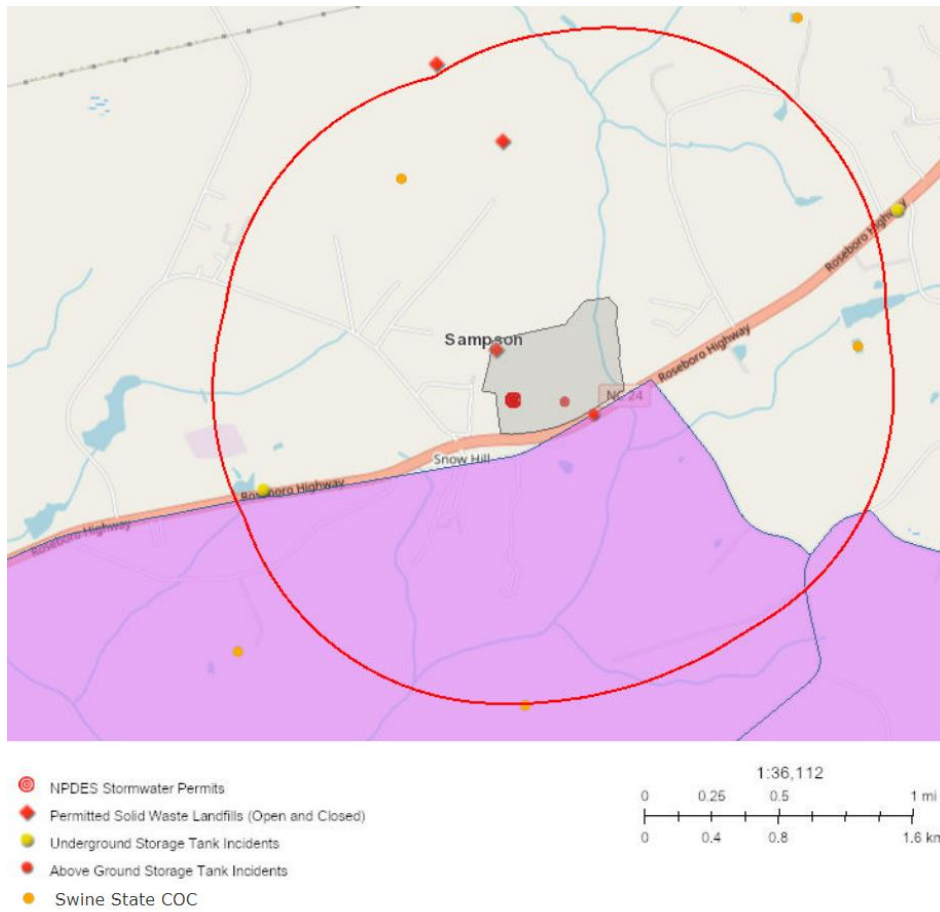 Roseboro Highway
Sampson
Roseboro Highway
NC 24
Snow Hill
Roseboro Highway
Roseboro Highway
NPDES Stormwater Permits
Permitted Solid Waste Landfills (Open and Closed)
Underground Storage Tank Incidents
Above Ground Storage Tank Incidents
Swine State COC
1:36,112
0 0.25 0.5 1 mi
0 0.4 0.8 1.6 km